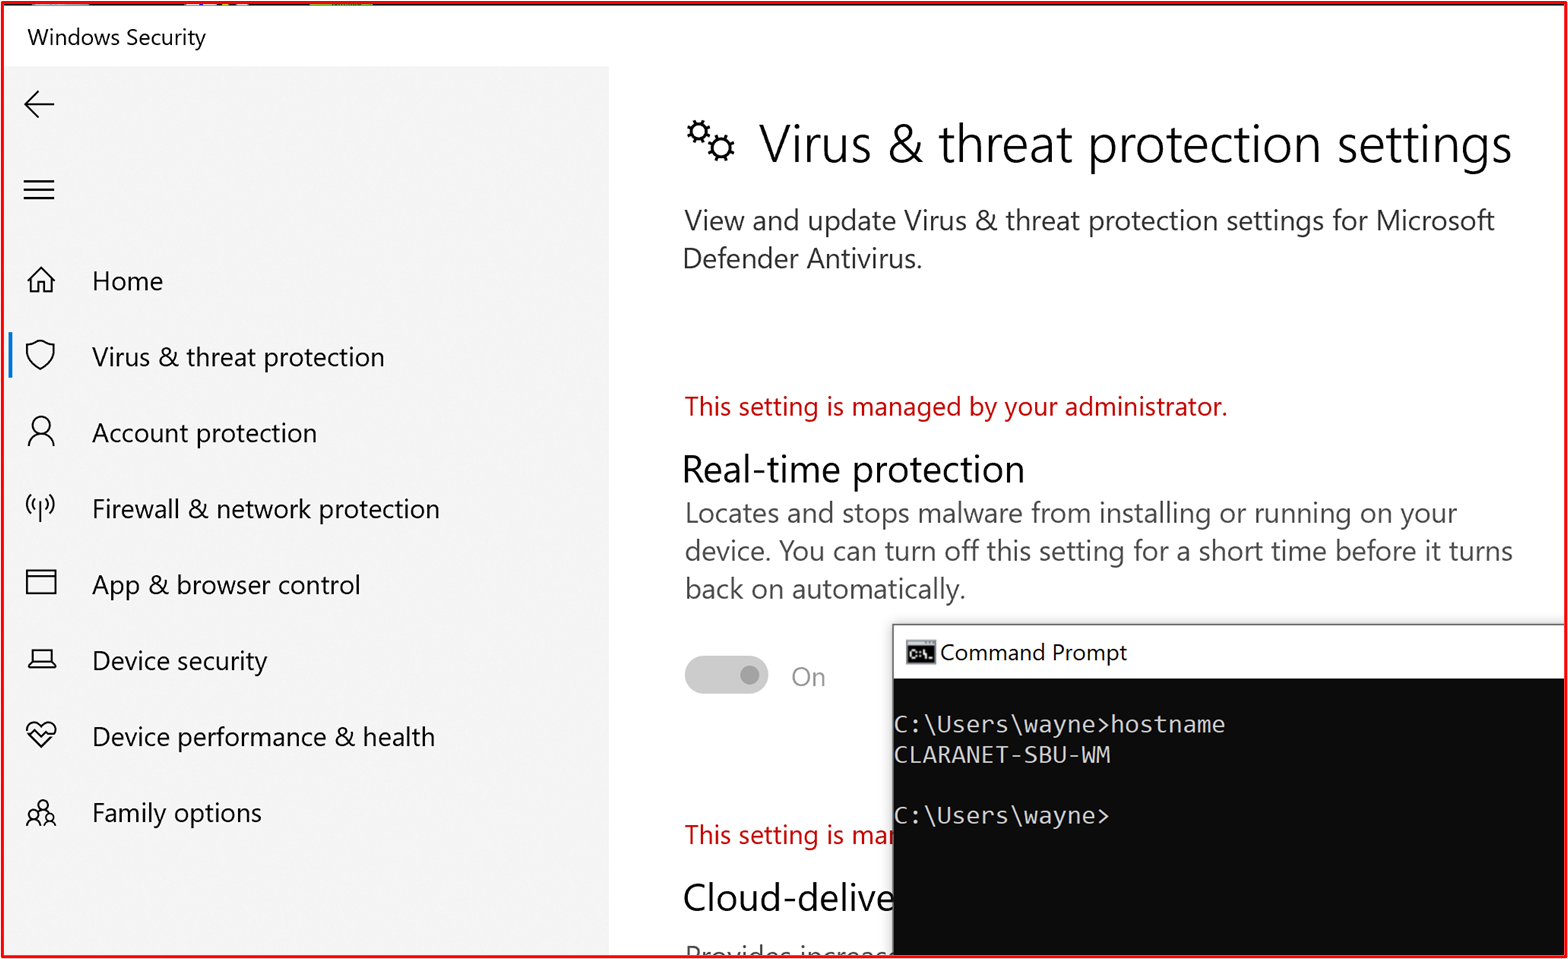 Windows Security
Home
Virus & threat protection
Account protection
Firewall & network protection
App & browser control
Device security
Device performance & health
Family options
Virus & threat protection settings
View and update Virus & threat protection settings for Microsoft
Defender Antivirus.
This setting is managed by your administrator.
Real-time protection
Locates and stops malware from installing or running on your
device. You can turn off this setting for a short time before it turns
back on automatically.
On
This setting is
Cloud-delive
Provides
Command Prompt
C:\Users\wayne>hostname
CLARANET-SBU-WM
C:\Users\wayne>